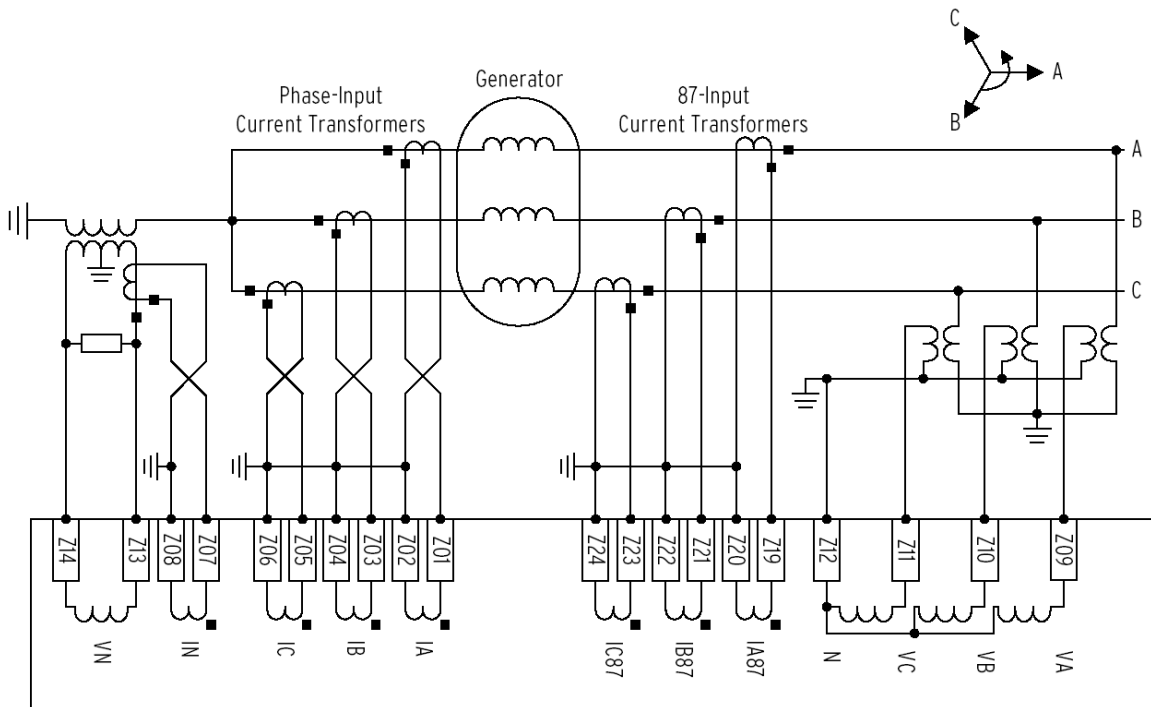 C
A
B
Generator
Phase-Input
Current Transformers
87-Input
Current Transformers
A
B
C
Z14
Z13
Z08
Z07
Z06
Z05
Z04
Z03
Z02
Z01
Z24
Z23
Z22
Z21
Z20
Z19
Z12
Z11
Z10
Z09
VN
IN
IC
IB
IA
IC87
IB87
IA87
N
VC
VB
VA